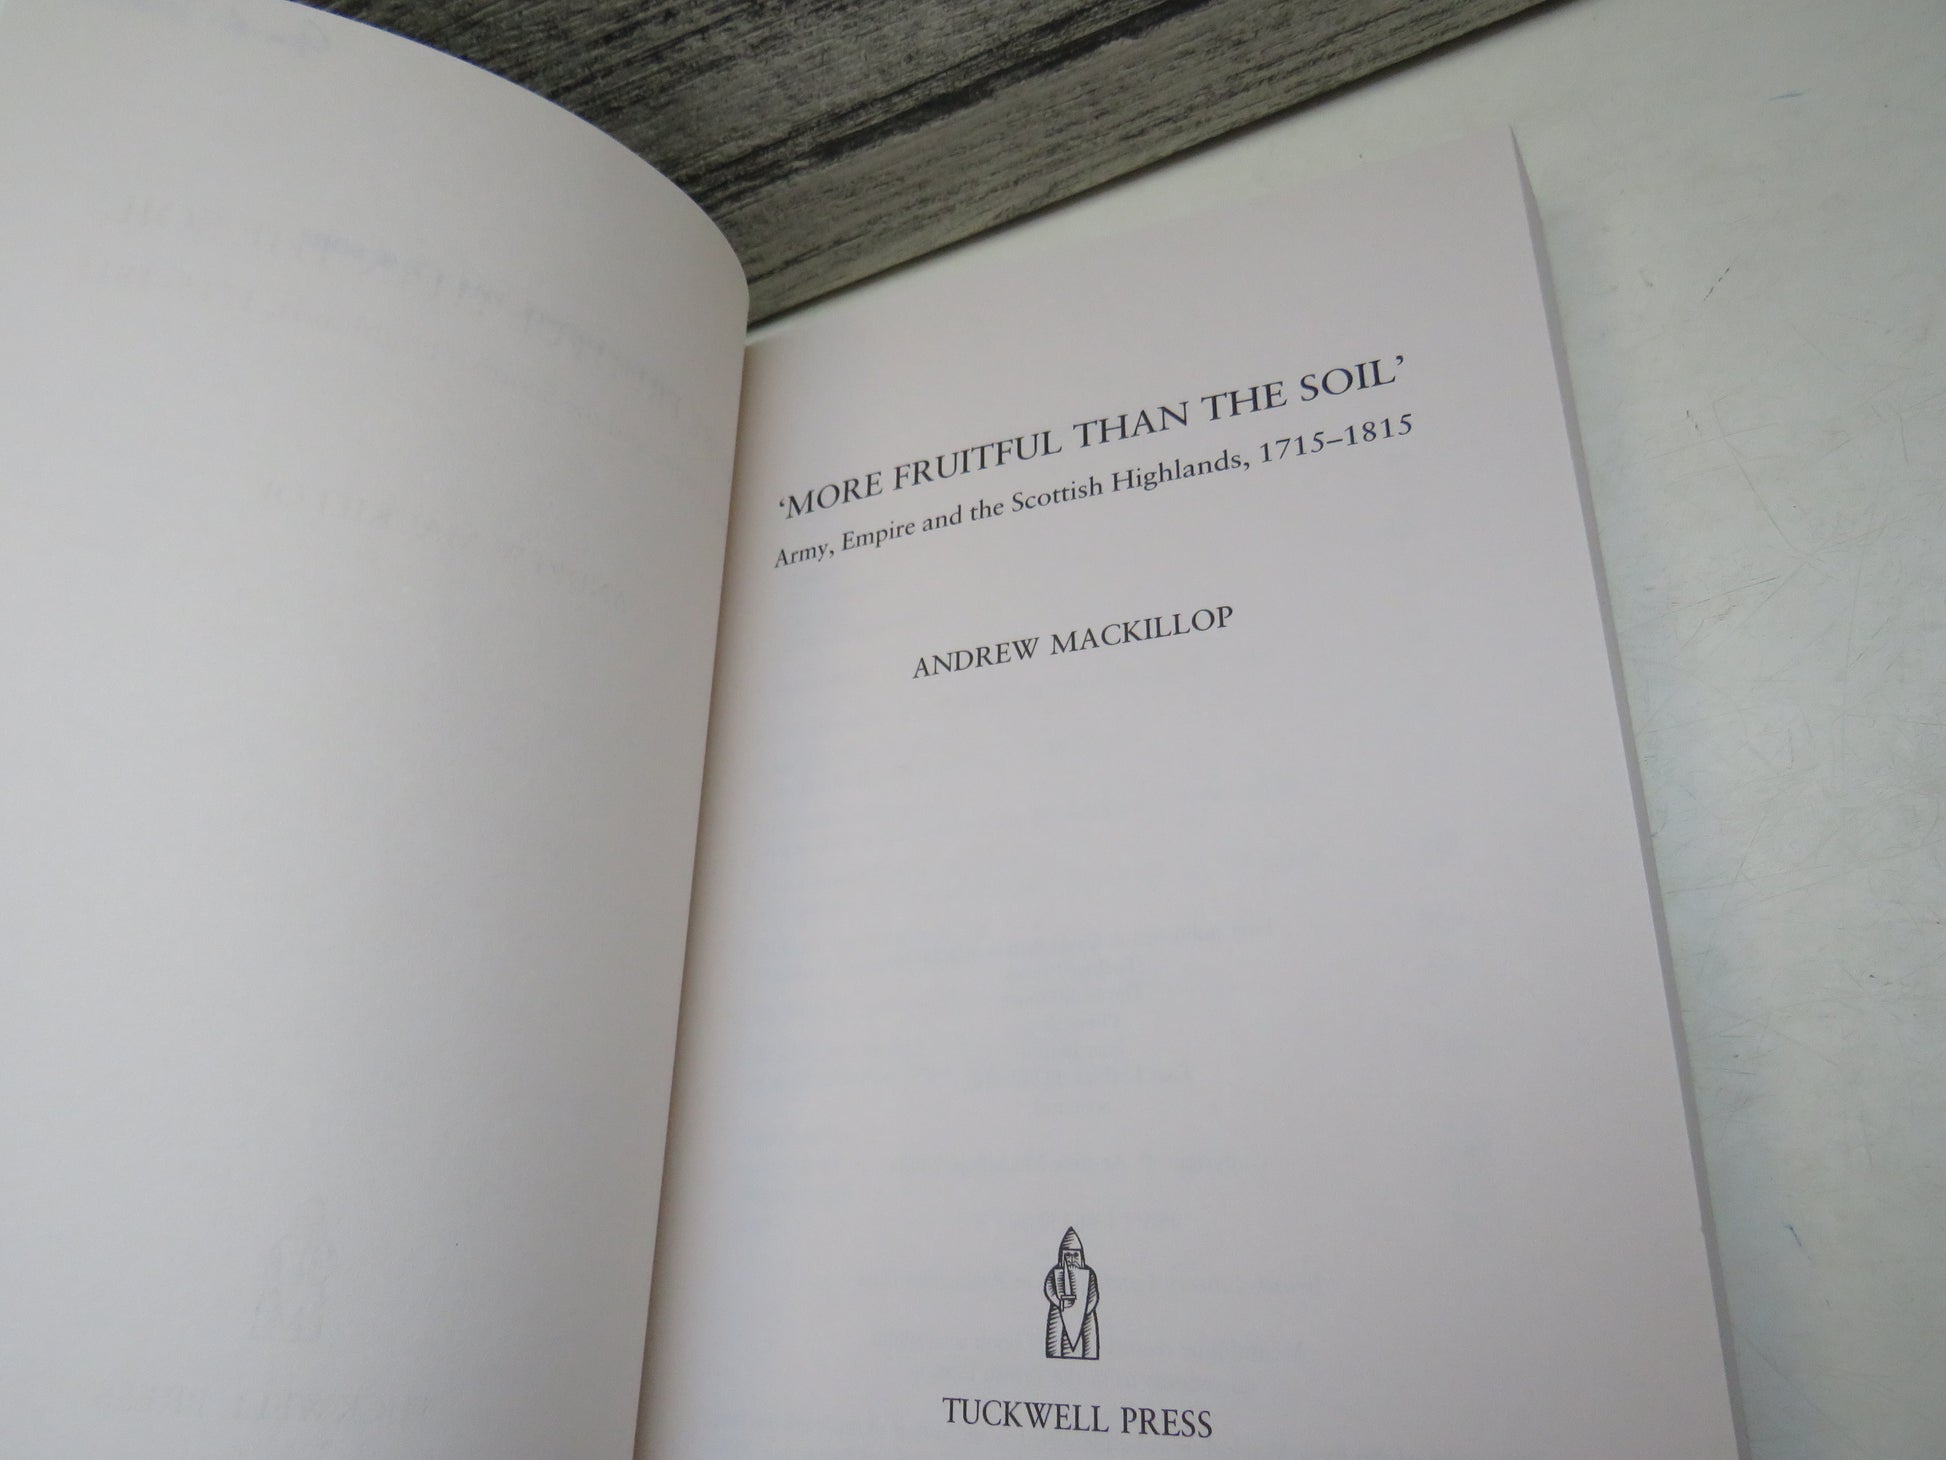 ‘MORE FRUITFUL THAN THE SOIL’
Army, Empire and the Scottish Highlands, 1715–1815
ANDREW MACKILLOP
TUCKWELL PRESS